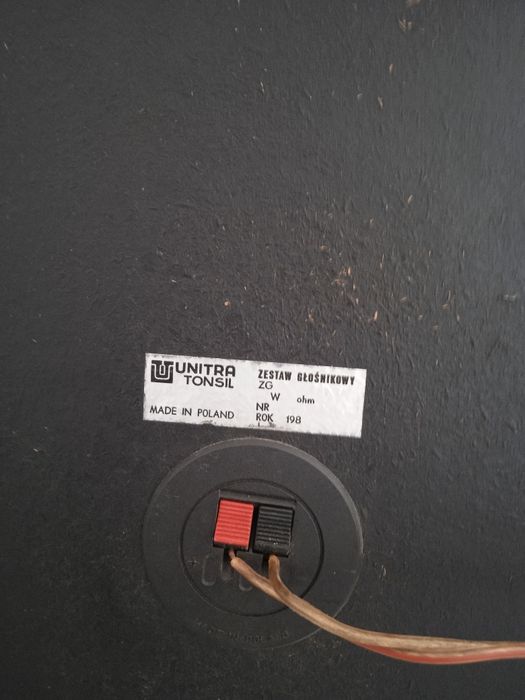 UNITRA
TONSIL
MADE IN POLAND
ZESTAW GŁOŚNIKOWY
ZG
W ohm
NR
ROK 198